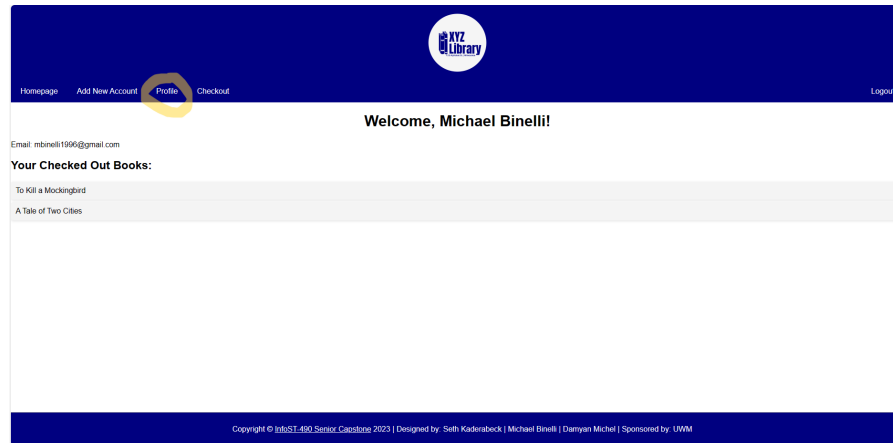 XYZ
Library
Homepage Add New Account Profile Checkout Logout
Welcome, Michael Binelli!
Email: mbinelli1996@gmail.com
Your Checked Out Books:
To Kill a Mockingbird
A Tale of Two Cities
Copyright © InfoST-490 Senior Capstone 2023 | Designed by: Seth Kaderabeck | Michael Binelli | Damyan Michel | Sponsored by: UWM